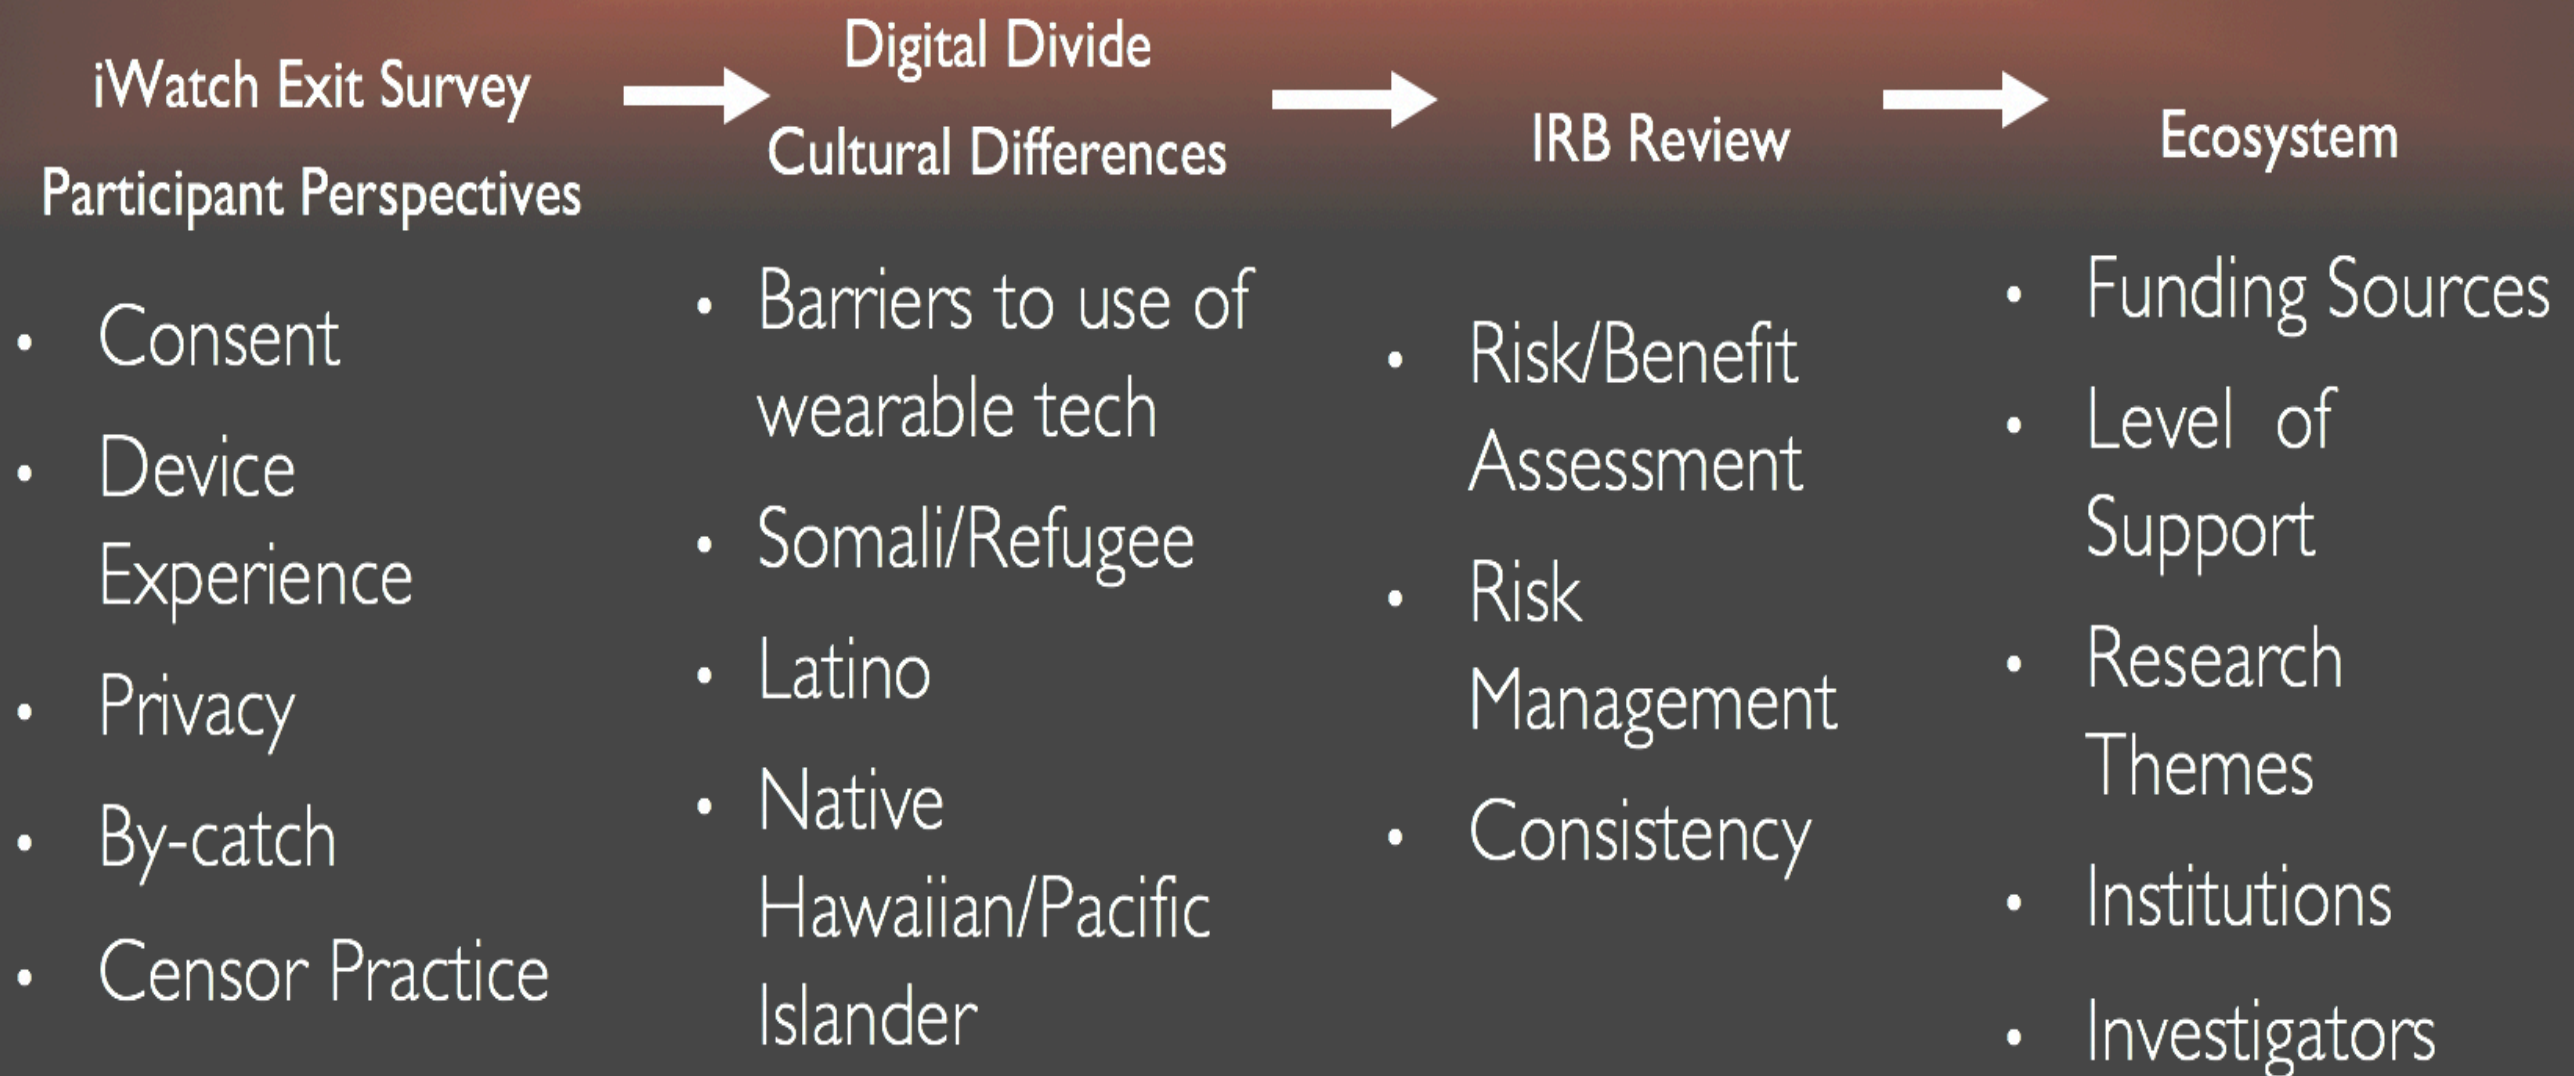 iWatch Exit Survey
Participant Perspectives
• Consent
• Device
Experience
• Privacy
• By-catch
• Censor Practice
Digital Divide
Cultural Differences
• Barriers to use of
wearable tech
• Somali/Refugee
• Latino
• Native
Hawaiian/Pacific
Islander
IRB Review
• Risk/Benefit
Assessment
• Risk
Management
• Consistency
Ecosystem
• Funding Sources
• Level of
Support
• Research
Themes
• Institutions
• Investigators